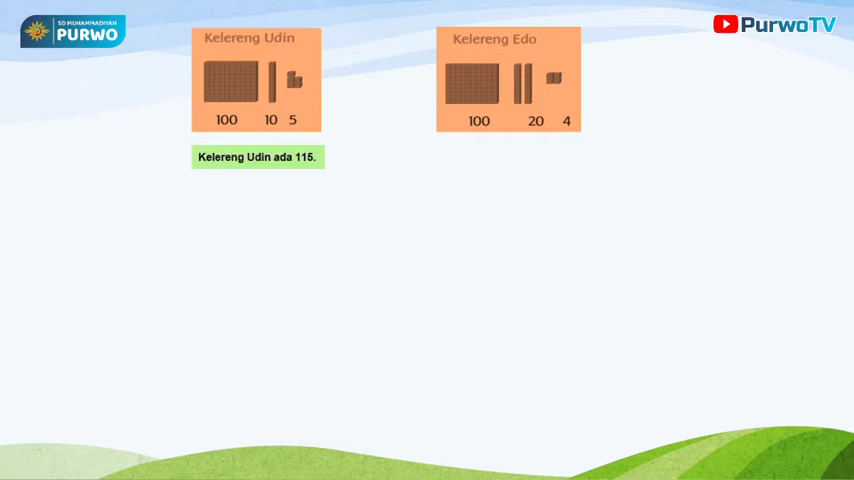 SD MUHAMMADIYAH
PURWO
PurwoTV
Kelereng Udin
100 10 5
Kelereng Edo
100 20 4
Kelereng Udin ada 115.